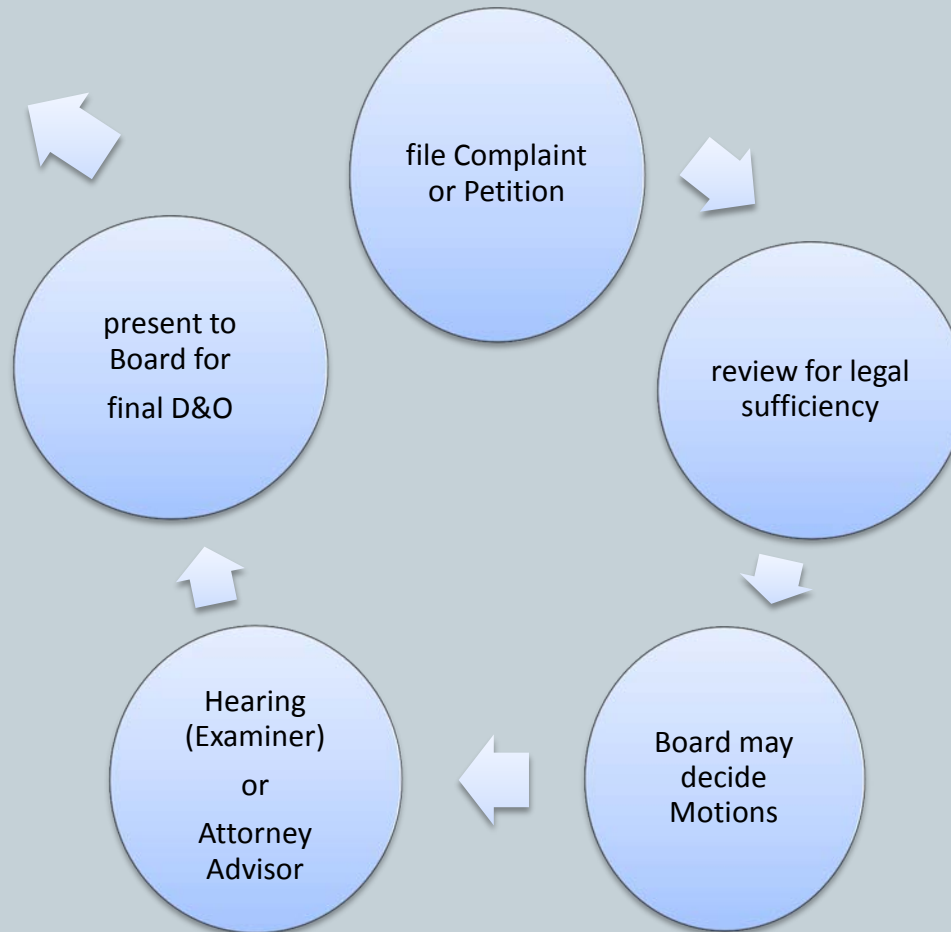 file Complaint
or Petition
review for legal
sufficiency
Board may
decide
Motions
Hearing
(Examiner)
or
Attorney
Advisor
present to
Board for
final D&O